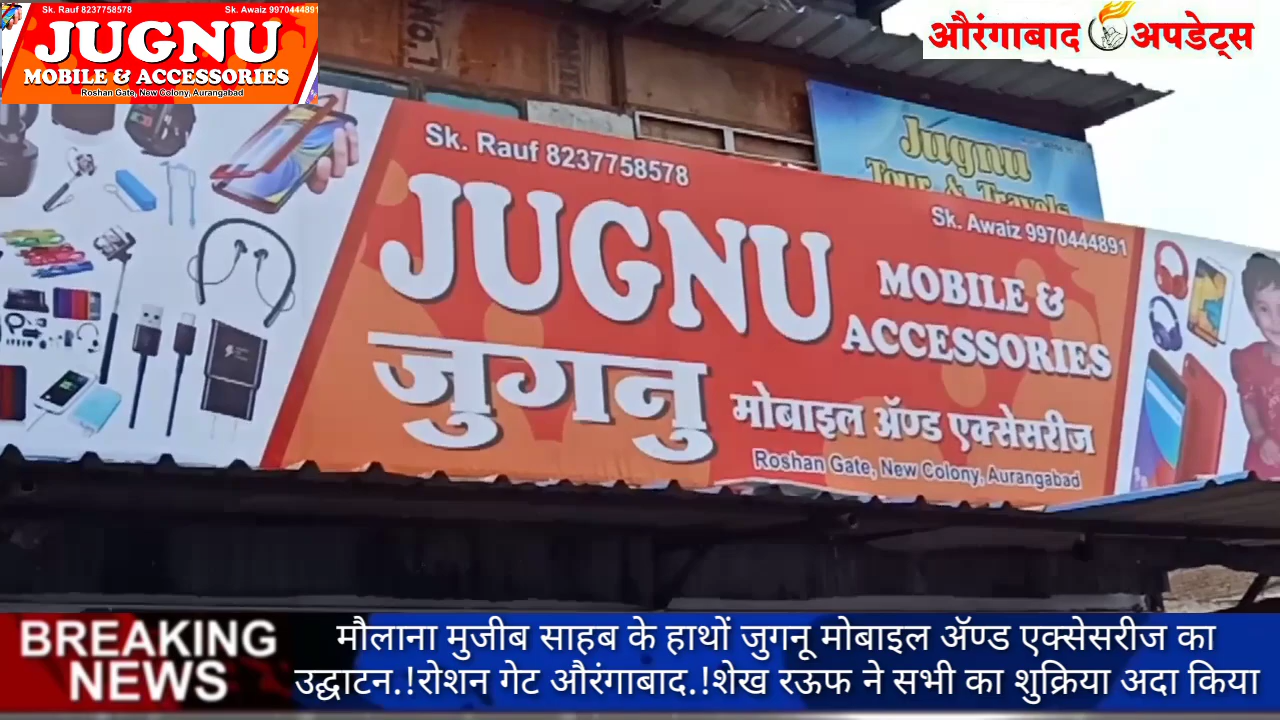 Sk. Rauf 8237758578 Sk. Awaiz 9970444891
JUGNU
MOBILE & ACCESSORIES
Roshan Gate, New Colony, Aurangabad
औरंगाबाद अपडेट्स
No.1
Jugnu
Tour & Travels
Sk. Rauf 8237758578
Sk. Awaiz 9970444891
JUGNU
MOBILE &
ACCESSORIES
जुगनु
मोबाइल ॲण्ड एक्सेसरीज
Roshan Gate, New Colony, Aurangabad
BREAKING
NEWS
मौलाना मुजीब साहब के हाथों जुगनू मोबाइल ॲण्ड एक्सेसरीज का
उद्घाटन.!रोशन गेट औरंगाबाद.!शेख रऊफ ने सभी का शुक्रिया अदा किया